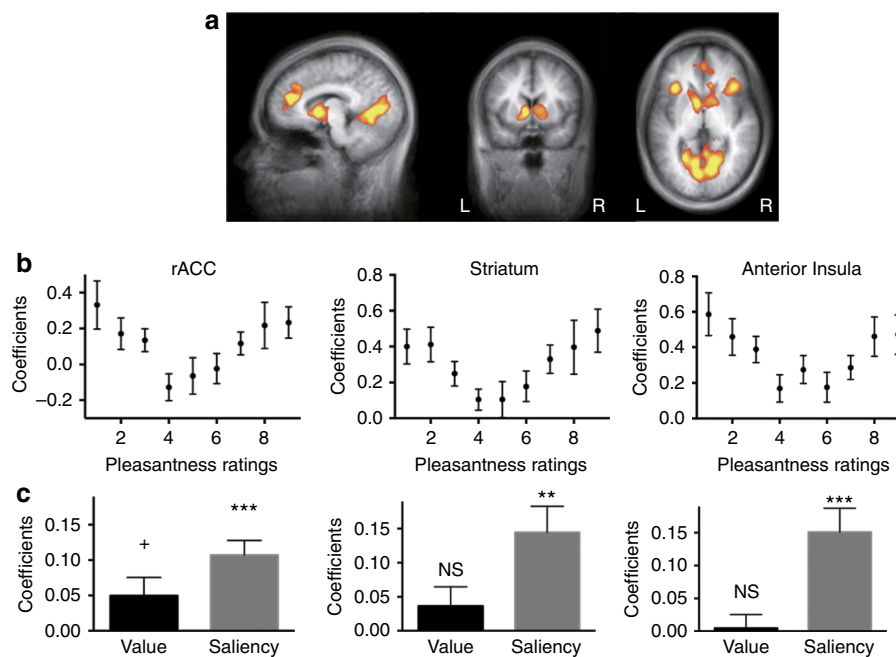 a
L R L R
b
rACC Striatum Anterior Insula
Coefficients
0.4
0.2
0.0
−0.2
2 4 6 8
Pleasantness ratings
Coefficients
0.8
0.6
0.4
0.2
0.0
2 4 6 8
Pleasantness ratings
Coefficients
0.8
0.6
0.4
0.2
0.0
2 4 6 8
Pleasantness ratings
c
Coefficients
0.15
0.10
0.05
0.00
+ ***
Value Saliency
Coefficients
0.15
0.10
0.05
0.00
NS **
Value Saliency
Coefficients
0.15
0.10
0.05
0.00
NS ***
Value Saliency